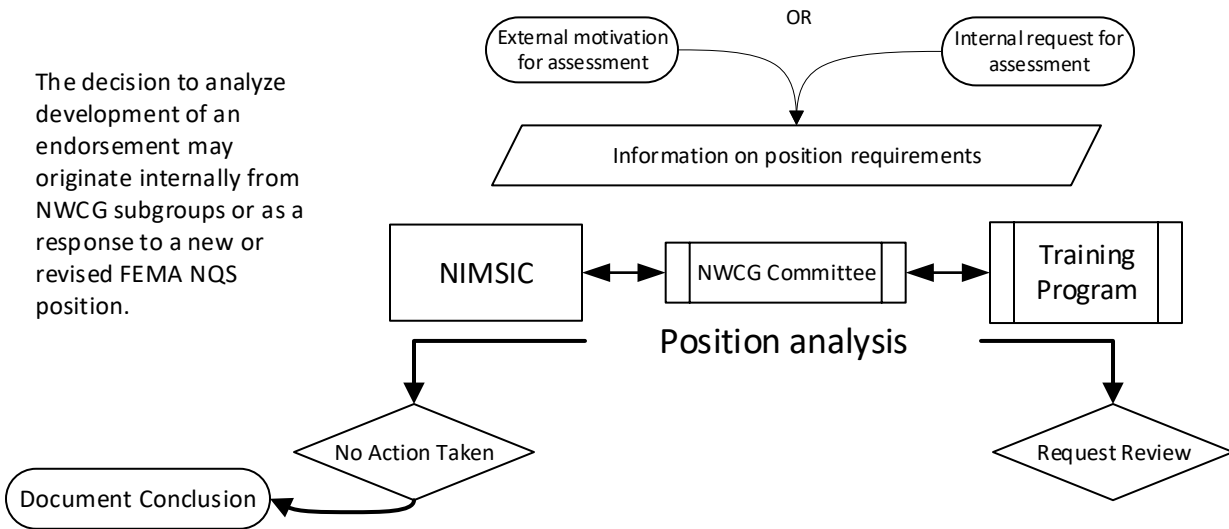 OR
External motivation
for assessment
Internal request for
assessment
The decision to analyze
development of an
endorsement may
originate internally from
NWCG subgroups or as a
response to a new or
revised FEMA NQS
position.
Information on position requirements
NIMSIC
NWCG Committee
Training
Program
Position analysis
No Action Taken
Request Review
Document Conclusion